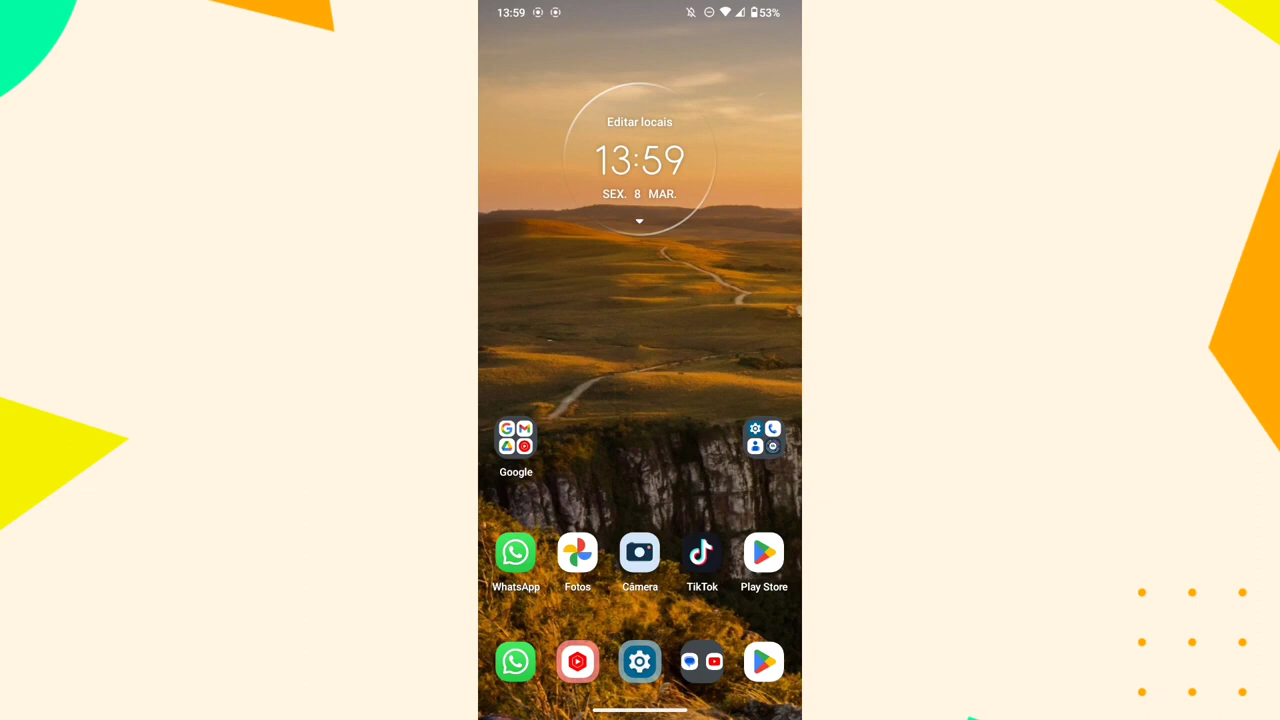 13:59
53%
Editar locais
13:59
SEX. 8 MAR.
Google
WhatsApp
Fotos
Câmera
TikTok
Play Store